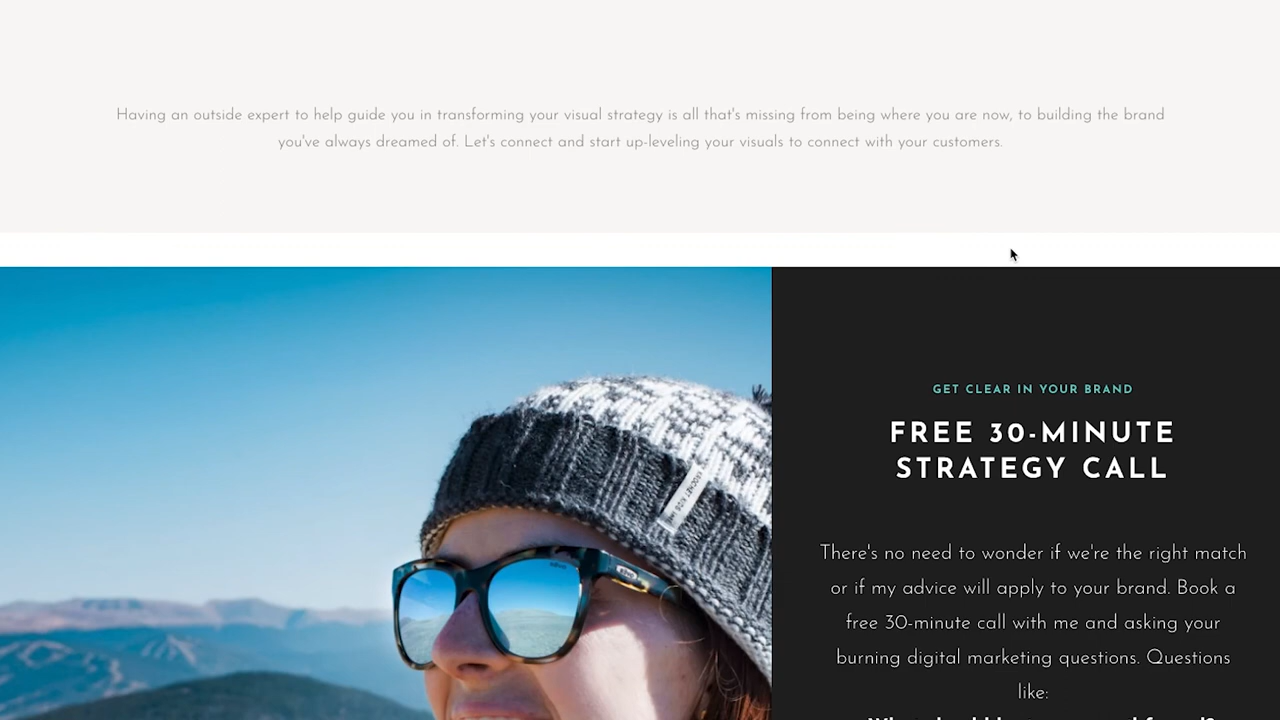 Having an outside expert to help guide you in transforming your visual strategy is all that's missing from being where you are now, to building the brand
you've always dreamed of. Let's connect and start up-leveling your visuals to connect with your customers.
GET CLEAR IN YOUR BRAND
FREE 30-MINUTE
STRATEGY CALL
There's no need to wonder if we're the right match
or if my advice will apply to your brand. Book a
free 30-minute call with me and asking your
burning digital marketing questions. Questions
like: